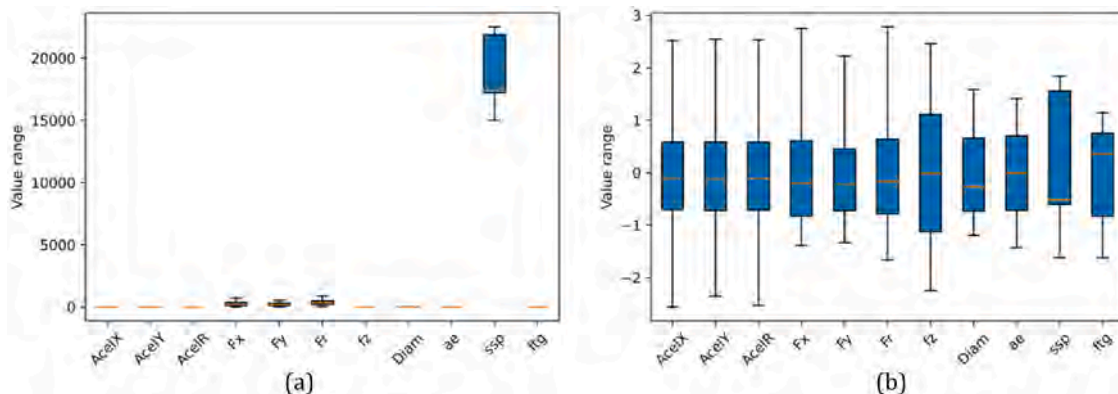 Value range
20000
15000
10000
5000
0
AcelX AcelY AcelR Fx Fy Fr fz Diam ae ssp ftg
(a)
Value range
3
2
1
0
−1
−2
AcelX AcelY AcelR Fx Fy Fr fz Diam ae ssp ftg
(b)